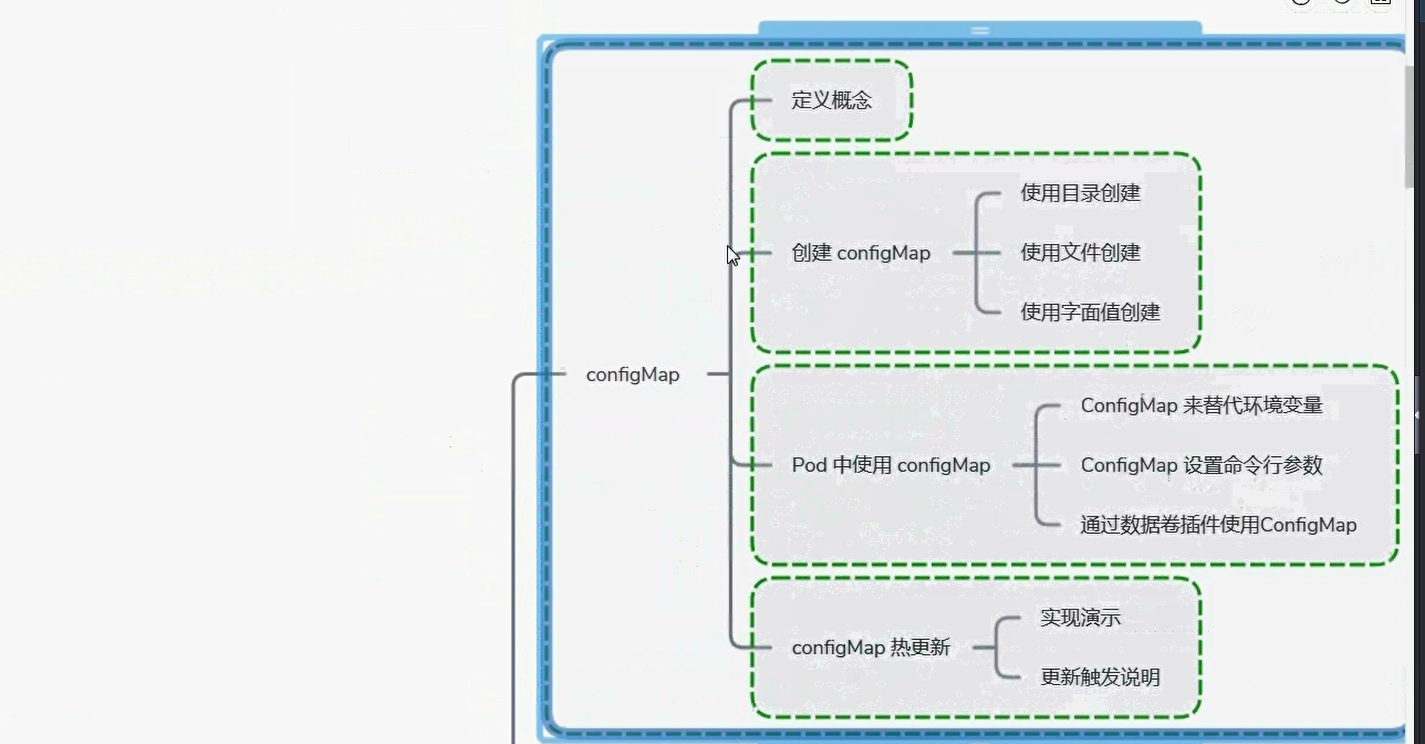 定义概念
使用目录创建
创建 configMap
使用文件创建
使用字面值创建
configMap
ConfigMap 来替代环境变量
Pod 中使用 configMap
ConfigMap 设置命令行参数
通过数据卷插件使用ConfigMap
实现演示
configMap 热更新
更新触发说明